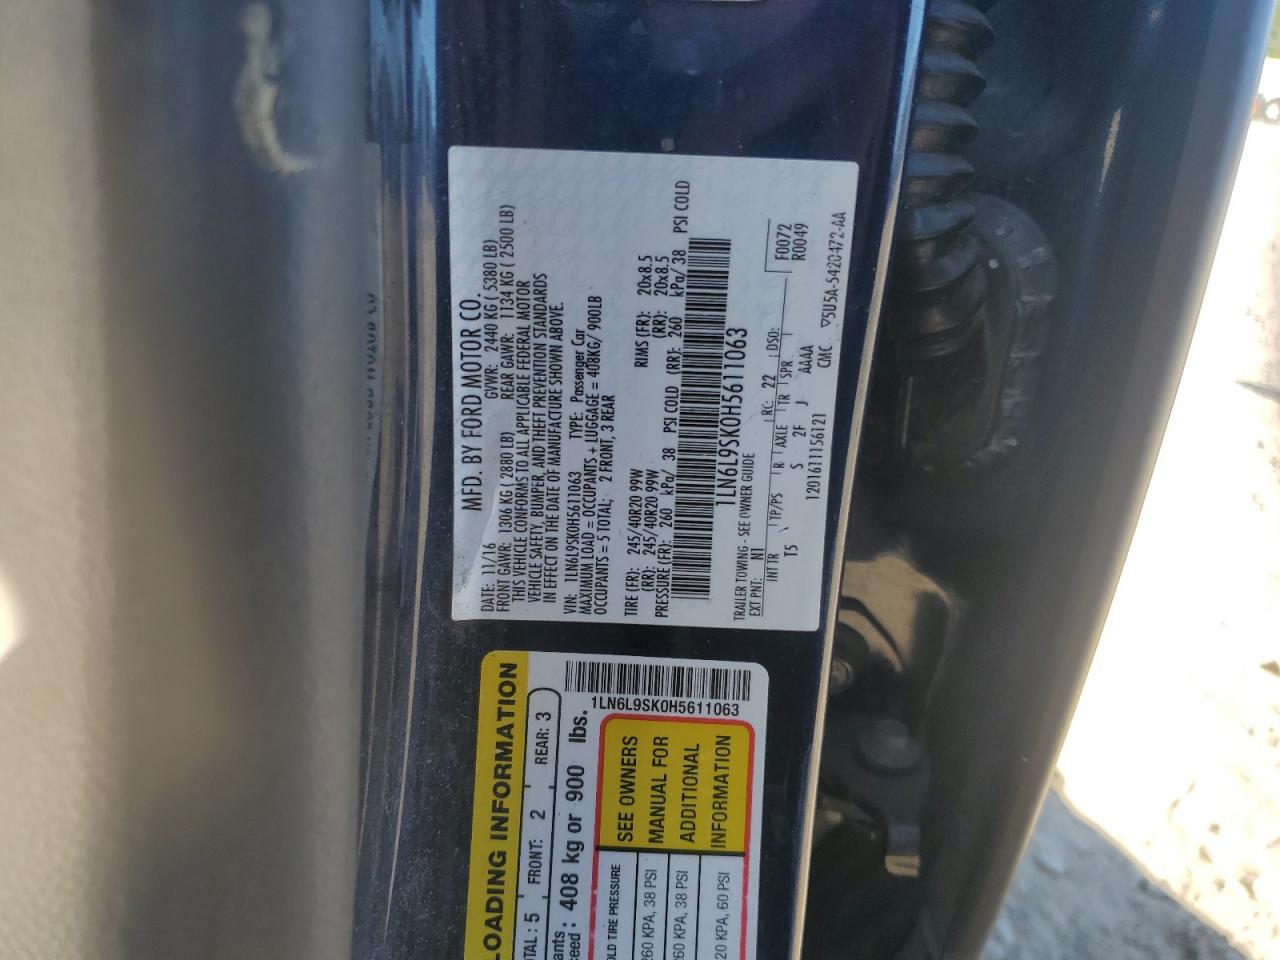 MFD. BY FORD MOTOR CO.
DATE: 11/16 GVWR: 2440 KG ( 5380 LB)
FRONT GAWR: 1306 KG ( 2880 LB) REAR GAWR: 1134 KG ( 2500 LB)
THIS VEHICLE CONFORMS TO ALL APPLICABLE FEDERAL MOTOR
VEHICLE SAFETY, BUMPER, AND THEFT PREVENTION STANDARDS
IN EFFECT ON THE DATE OF MANUFACTURE SHOWN ABOVE.
VIN: 1LN6L9SK0H5611063 TYPE: Passenger Car
MAXIMUM LOAD = OCCUPANTS + LUGGAGE = 408KG/ 900LB
OCCUPANTS = 5 TOTAL: 2 FRONT, 3 REAR
TIRE (FR): 245/40R20 99W RIMS (FR): 20x8.5
(RR): 245/40R20 99W (RR): 20x8.5
PRESSURE (FR): 260 kPa/ 38 PSI COLD (RR): 260 kPa/ 38 PSI COLD
1LN6L9SK0H5611063
TRAILER TOWING - SEE OWNER GUIDE
EXT PNT: N1 RC: 22 DSO: F0072
R0049
INT TR TP/PS R AXLE TR SPR
T5 S 2F J AAAA
1201611156121 CMC ▽5U5A-5420472-AA
LOADING INFORMATION
5 FRONT: 2 REAR: 3
408 kg or 900 lbs.
1LN6L9SK0H5611063
SEE OWNERS
MANUAL FOR
ADDITIONAL
INFORMATION
TIRE PRESSURE
260 KPA, 38 PSI
260 KPA, 38 PSI
20 KPA, 60 PSI